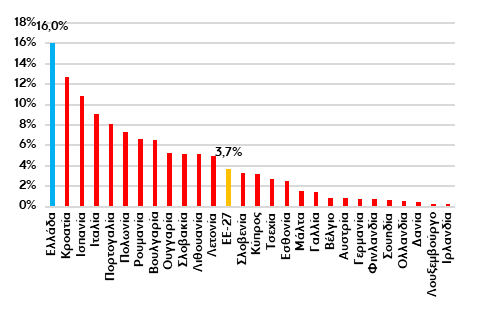 18%
16,0%
16%
14%
12%
10%
8%
6%
3,7%
4%
2%
0%
Ελλάδα
Κροατία
Ισπανία
Ιταλία
Πορτογαλία
Πολωνία
Ρουμανία
Βουλγαρία
Ουγγαρία
Σλοβακία
Λιθουανία
Λετονία
ΕΕ-27
Σλοβενία
Κύπρος
Τσεχία
Εσθονία
Μάλτα
Γαλλία
Βέλγιο
Αυστρία
Γερμανία
Φινλανδία
Σουηδία
Ολλανδία
Δανία
Λουξεμβούργο
Ιρλανδία